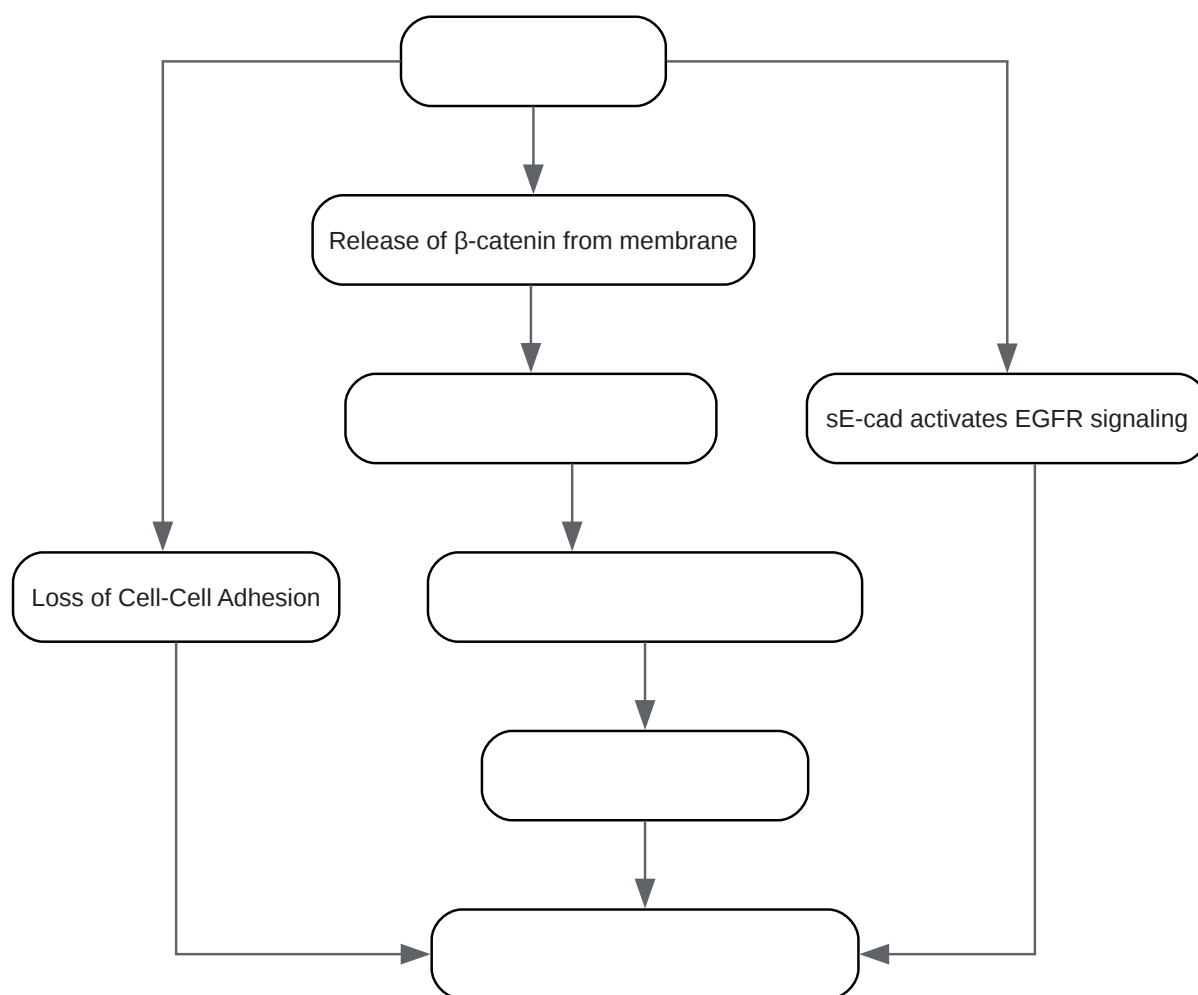 Release of β-catenin from membrane
sE-cad activates EGFR signaling
Loss of Cell-Cell Adhesion